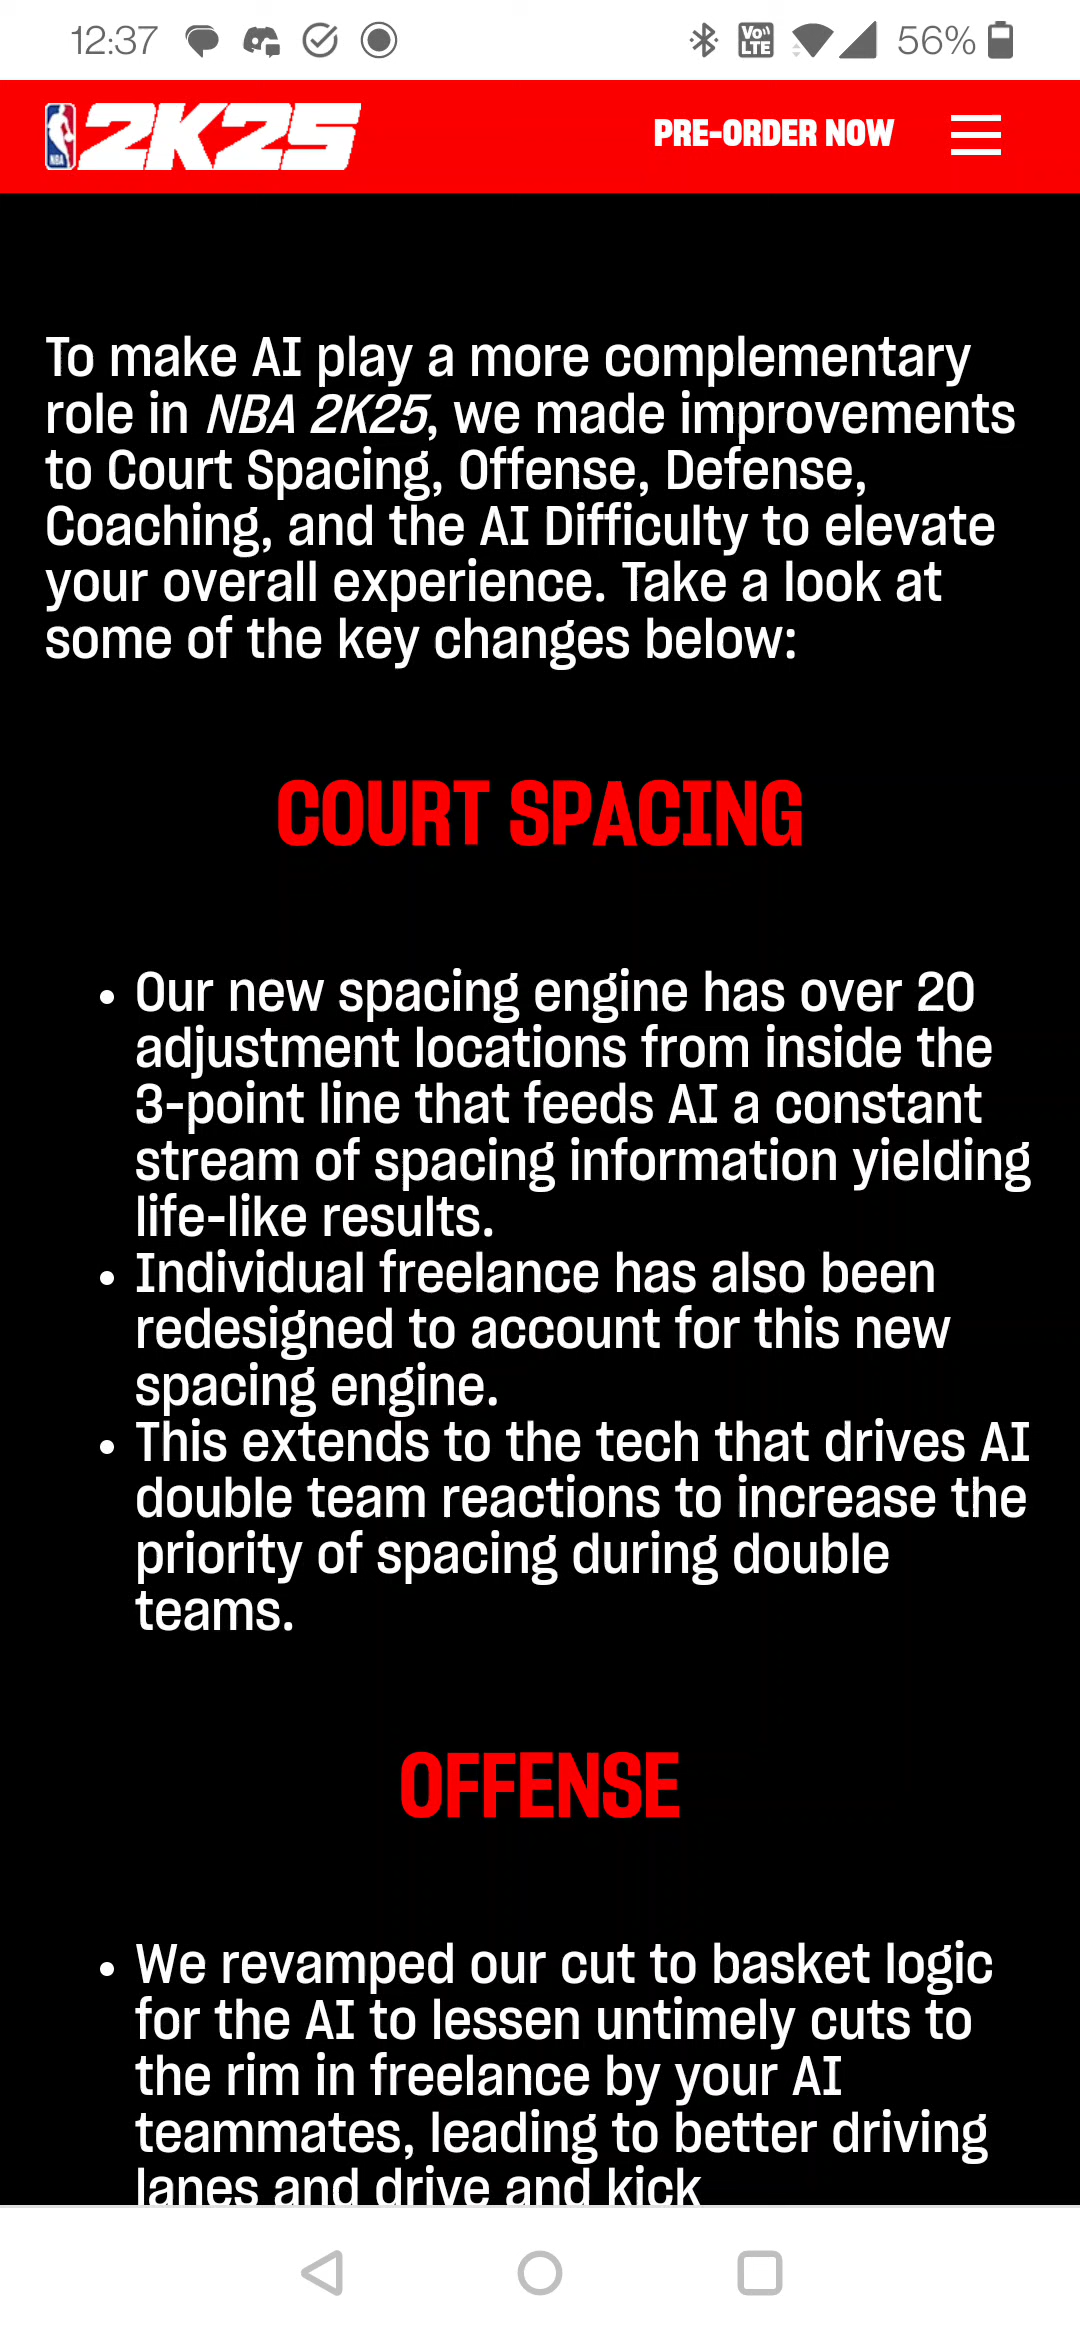 12:37
Vo))
LTE
56%
NBA
2K25
PRE-ORDER NOW
To make AI play a more complementary
role in NBA 2K25, we made improvements
to Court Spacing, Offense, Defense,
Coaching, and the AI Difficulty to elevate
your overall experience. Take a look at
some of the key changes below:
COURT SPACING
• Our new spacing engine has over 20
adjustment locations from inside the
3-point line that feeds AI a constant
stream of spacing information yielding
life-like results.
• Individual freelance has also been
redesigned to account for this new
spacing engine.
• This extends to the tech that drives AI
double team reactions to increase the
priority of spacing during double
teams.
OFFENSE
• We revamped our cut to basket logic
for the AI to lessen untimely cuts to
the rim in freelance by your AI
teammates, leading to better driving
lanes and drive and kick